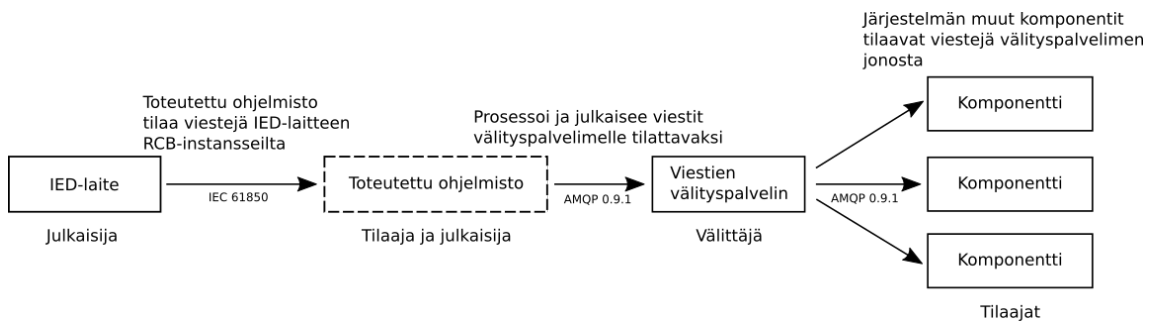 Järjestelmän muut komponentit
tilaavat viestejä välityspalvelimen
jonosta
Toteutettu ohjelmisto
tilaa viestejä IED-laitteen
RCB-instansseilta
Prosessoi ja julkaisee viestit
välityspalvelimelle tilattavaksi
IED-laite
IEC 61850
Toteutettu ohjelmisto
AMQP 0.9.1
Viestien
välityspalvelin
AMQP 0.9.1
Komponentti
Komponentti
Komponentti
Julkaisija
Tilaaja ja julkaisija
Välittäjä
Tilaajat